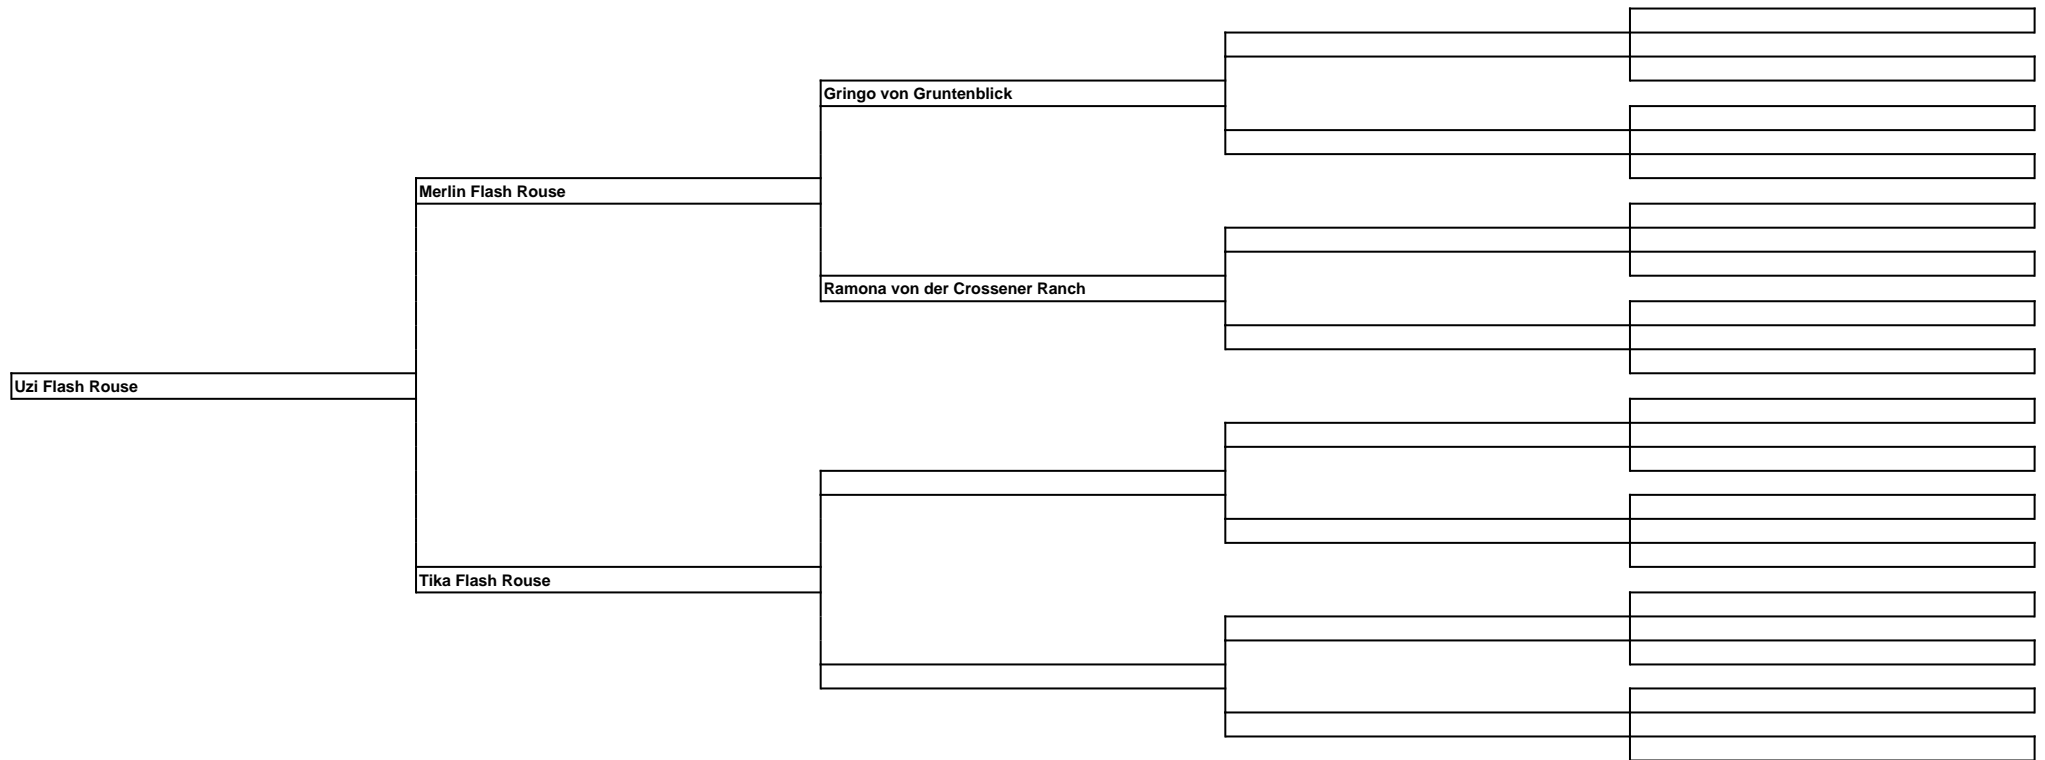 Gringo von Gruntenblick
Merlin Flash Rouse
Ramona von der Crossener Ranch
Uzi Flash Rouse
Tika Flash Rouse